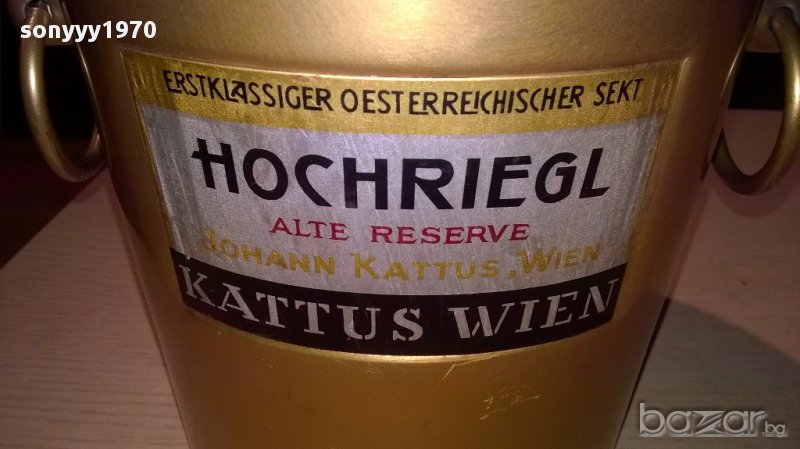 sonyyy1970
ERSTKLASSIGER OESTERREICHISCHER SEKT
HOCHRIEGL
ALTE RESERVE
JOHANN KATTUS, WIEN
KATTUS WIEN
bazar.bg